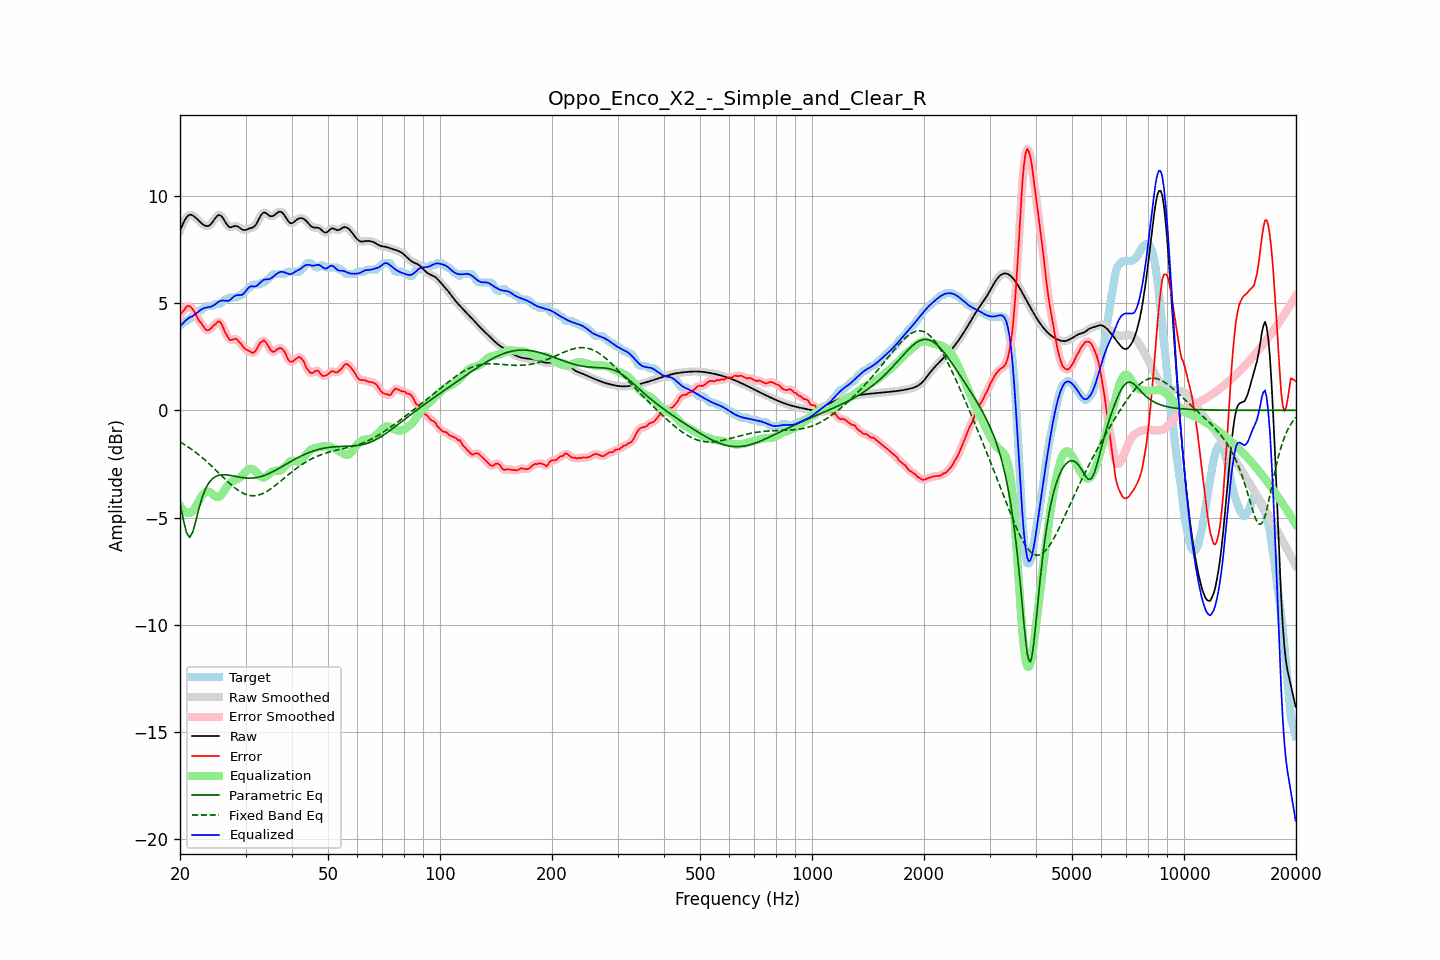 Oppo_Enco_X2_-_Simple_and_Clear_R
Amplitude (dBr)
10
5
0
−5
−10
−15
−20
Target
Raw Smoothed
Error Smoothed
Raw
Error
Equalization
Parametric Eq
Fixed Band Eq
Equalized
20 50 100 200 500 1000 2000 5000 10000 20000
Frequency (Hz)